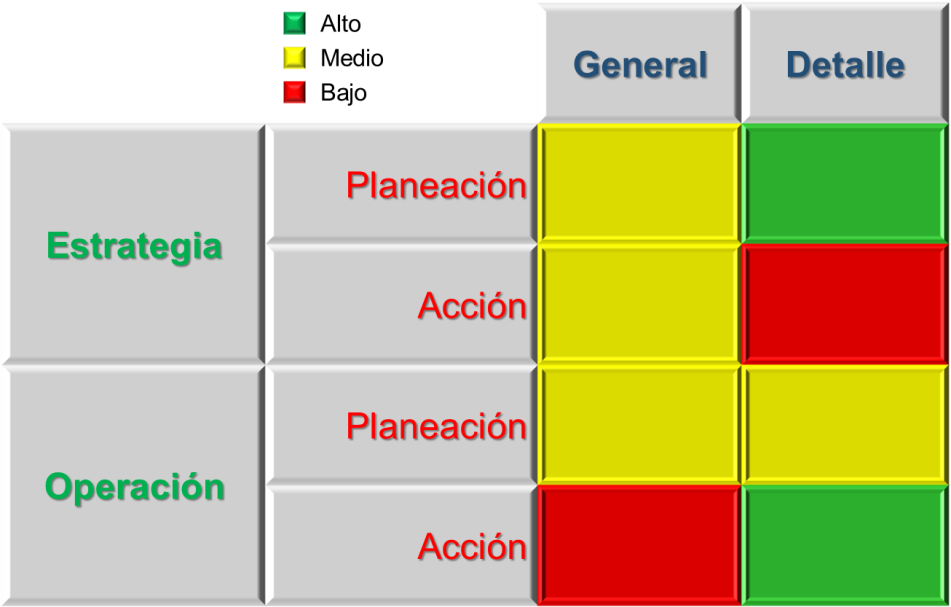 Alto
Medio
Bajo
General
Detalle
Estrategia
Planeación
Acción
Operación
Planeación
Acción